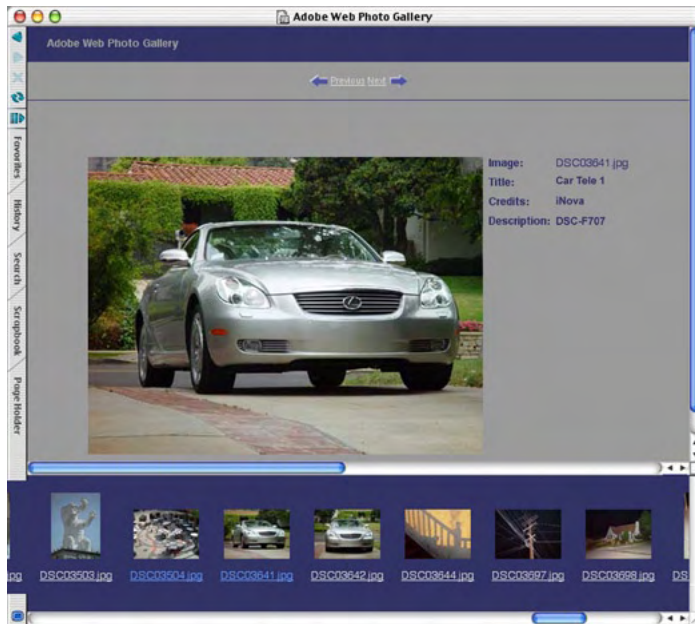 Adobe Web Photo Gallery
Adobe Web Photo Gallery
Previous Next
Favorites
History
Search
Scrapbook
Page Holder
Image: DSC03641.jpg
Title: Car Tele 1
Credits: iNova
Description: DSC-F707
jpg DSC03503.jpg DSC03504.jpg DSC03641.jpg DSC03642.jpg DSC03644.jpg DSC03697.jpg DSC03698.jpg DS